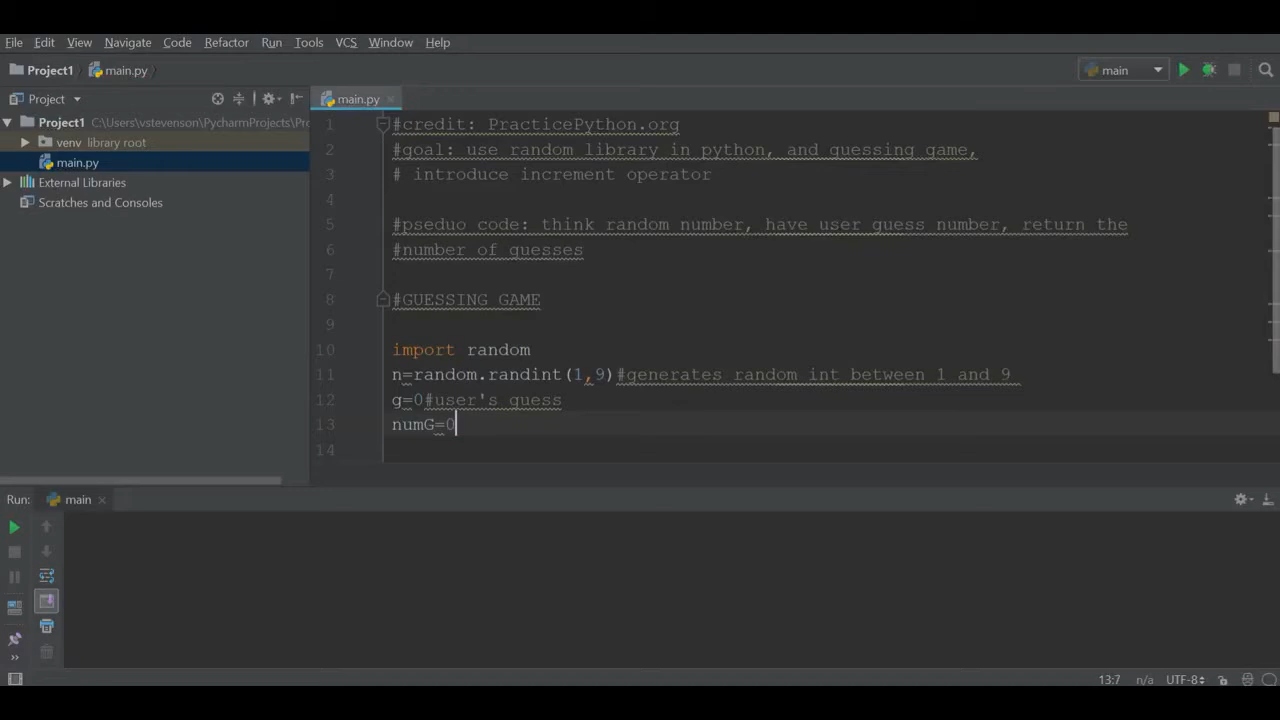 File Edit View Navigate Code Refactor Run Tools VCS Window Help
Project1 main.py main
Project main.py
Project1 C:\Users\vstevenson\PycharmProjects\Pro
venv library root
main.py
External Libraries
Scratches and Consoles
1 #credit: PracticePython.org
2 #goal: use random library in python, and guessing game,
3 # introduce increment operator
4
5 #pseduo code: think random number, have user guess number, return the
6 #number of guesses
7
8 #GUESSING GAME
9
10 import random
11 n=random.randint(1,9)#generates random int between 1 and 9
12 g=0#user's guess
13 numG=0
14
Run: main
13:7 n/a UTF-8